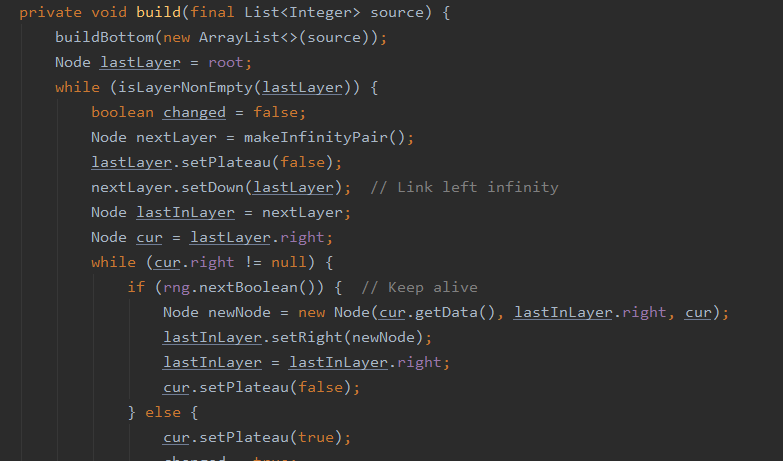 private void build(final List<Integer> source) {
    buildBottom(new ArrayList<>(source));
    Node lastLayer = root;
    while (isLayerNonEmpty(lastLayer)) {
        boolean changed = false;
        Node nextLayer = makeInfinityPair();
        lastLayer.setPlateau(false);
        nextLayer.setDown(lastLayer);  // Link left infinity
        Node lastInLayer = nextLayer;
        Node cur = lastLayer.right;
        while (cur.right != null) {
            if (rng.nextBoolean()) {  // Keep alive
                Node newNode = new Node(cur.getData(), lastInLayer.right, cur);
                lastInLayer.setRight(newNode);
                lastInLayer = lastInLayer.right;
                cur.setPlateau(false);
            } else {
                cur.setPlateau(true);
                changed = true;